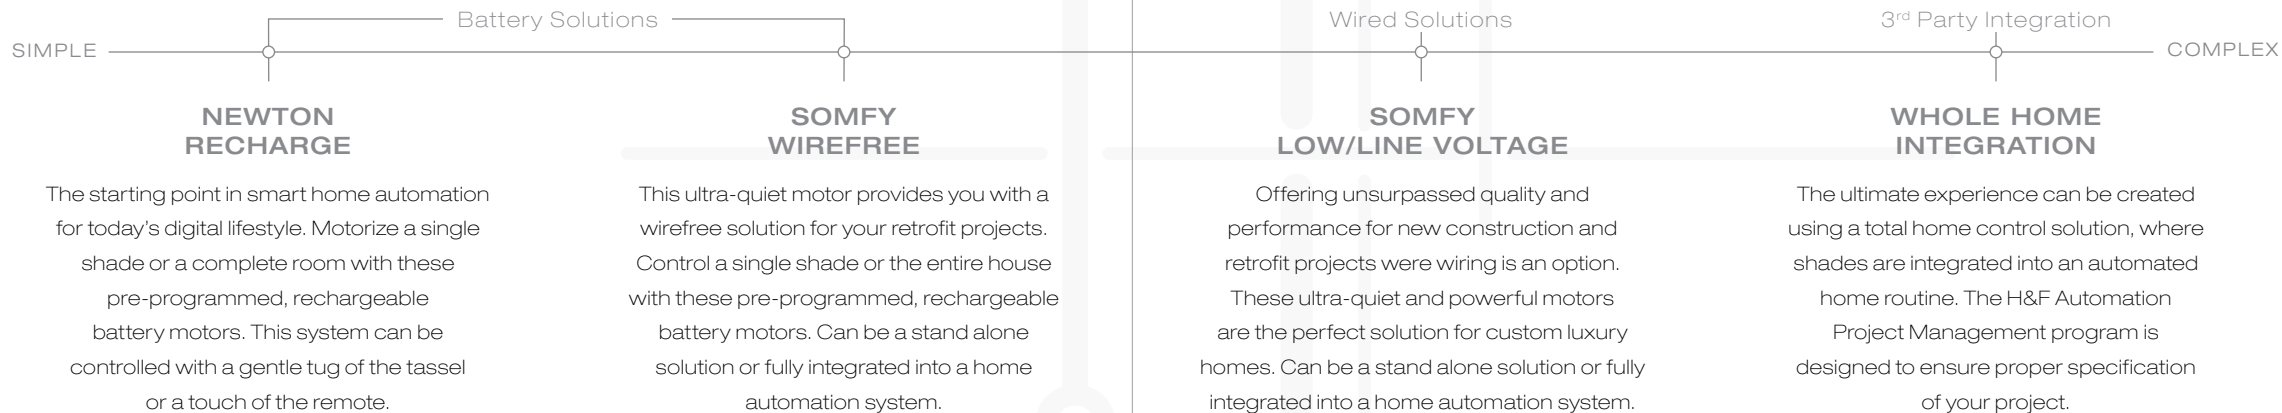 Battery Solutions
Wired Solutions
3rd Party Integration
SIMPLE
COMPLEX
NEWTON
RECHARGE
The starting point in smart home automation
for today's digital lifestyle. Motorize a single
shade or a complete room with these
pre-programmed, rechargeable
battery motors. This system can be
controlled with a gentle tug of the tassel
or a touch of the remote.
SOMFY
WIREFREE
This ultra-quiet motor provides you with a
wirefree solution for your retrofit projects.
Control a single shade or the entire house
with these pre-programmed, rechargeable
battery motors. Can be a stand alone
solution or fully integrated into a home
automation system.
SOMFY
LOW/LINE VOLTAGE
Offering unsurpassed quality and
performance for new construction and
retrofit projects were wiring is an option.
These ultra-quiet and powerful motors
are the perfect solution for custom luxury
homes. Can be a stand alone solution or fully
integrated into a home automation system.
WHOLE HOME
INTEGRATION
The ultimate experience can be created
using a total home control solution, where
shades are integrated into an automated
home routine. The H&F Automation
Project Management program is
designed to ensure proper specification
of your project.